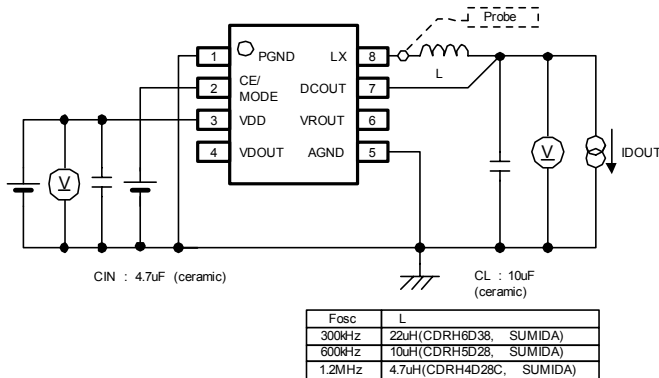 Probe
1 PGND LX 8
L
2 CE/
MODE DCOUT 7
3 VDD VROUT 6
4 VDOUT AGND 5
V V IDOUT
CIN : 4.7uF (ceramic) CL : 10uF
(ceramic)
Fosc L
300kHz 22uH(CDRH6D38, SUMIDA)
600kHz 10uH(CDRH5D28, SUMIDA)
1.2MHz 4.7uH(CDRH4D28C, SUMIDA)